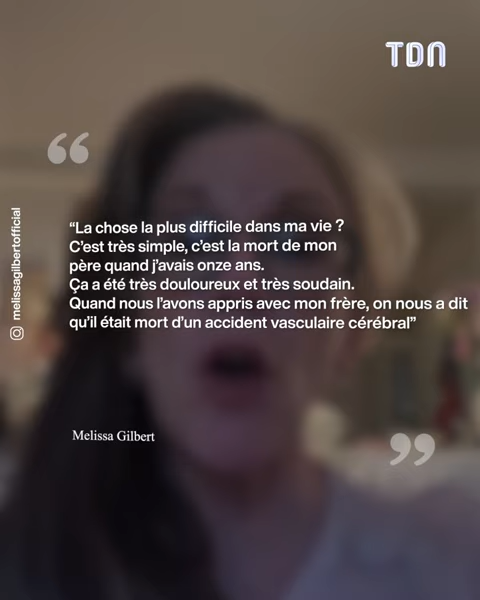 TDN
“La chose la plus difficile dans ma vie ?
C’est très simple, c’est la mort de mon
père quand j’avais onze ans.
Ça a été très douloureux et très soudain.
Quand nous l’avons appris avec mon frère, on nous a dit
qu’il était mort d’un accident vasculaire cérébral”
Melissa Gilbert
melissagilbertofficial